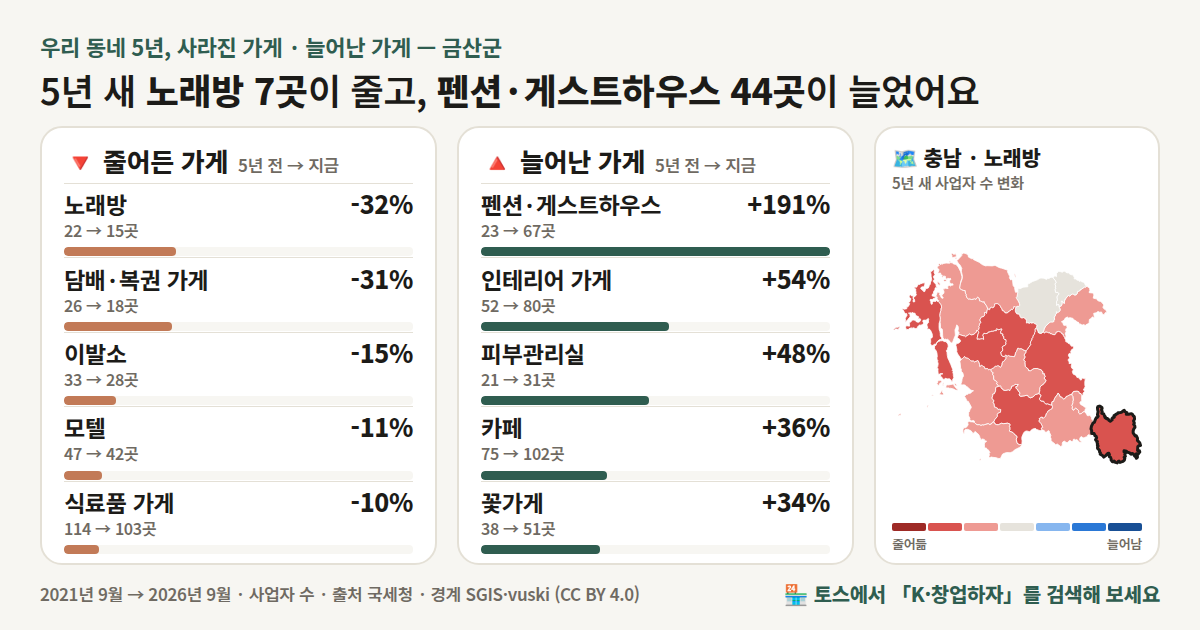 우리 동네 5년, 사라진 가게 · 늘어난 가게 — 금산군
5년 새 노래방 7곳이 줄고, 펜션·게스트하우스 44곳이 늘었어요
줄어든 가게 5년 전 → 지금
노래방 -32%
22 → 15곳
담배·복권 가게 -31%
26 → 18곳
이발소 -15%
33 → 28곳
모텔 -11%
47 → 42곳
식료품 가게 -10%
114 → 103곳
늘어난 가게 5년 전 → 지금
펜션·게스트하우스 +191%
23 → 67곳
인테리어 가게 +54%
52 → 80곳
피부관리실 +48%
21 → 31곳
카페 +36%
75 → 102곳
꽃가게 +34%
38 → 51곳
충남 · 노래방
5년 새 사업자 수 변화
줄어듦 늘어남
2021년 9월 → 2026년 9월 · 사업자 수 · 출처 국세청 · 경계 SGIS·vuski (CC BY 4.0)
토스에서 「K·창업하자」를 검색해 보세요